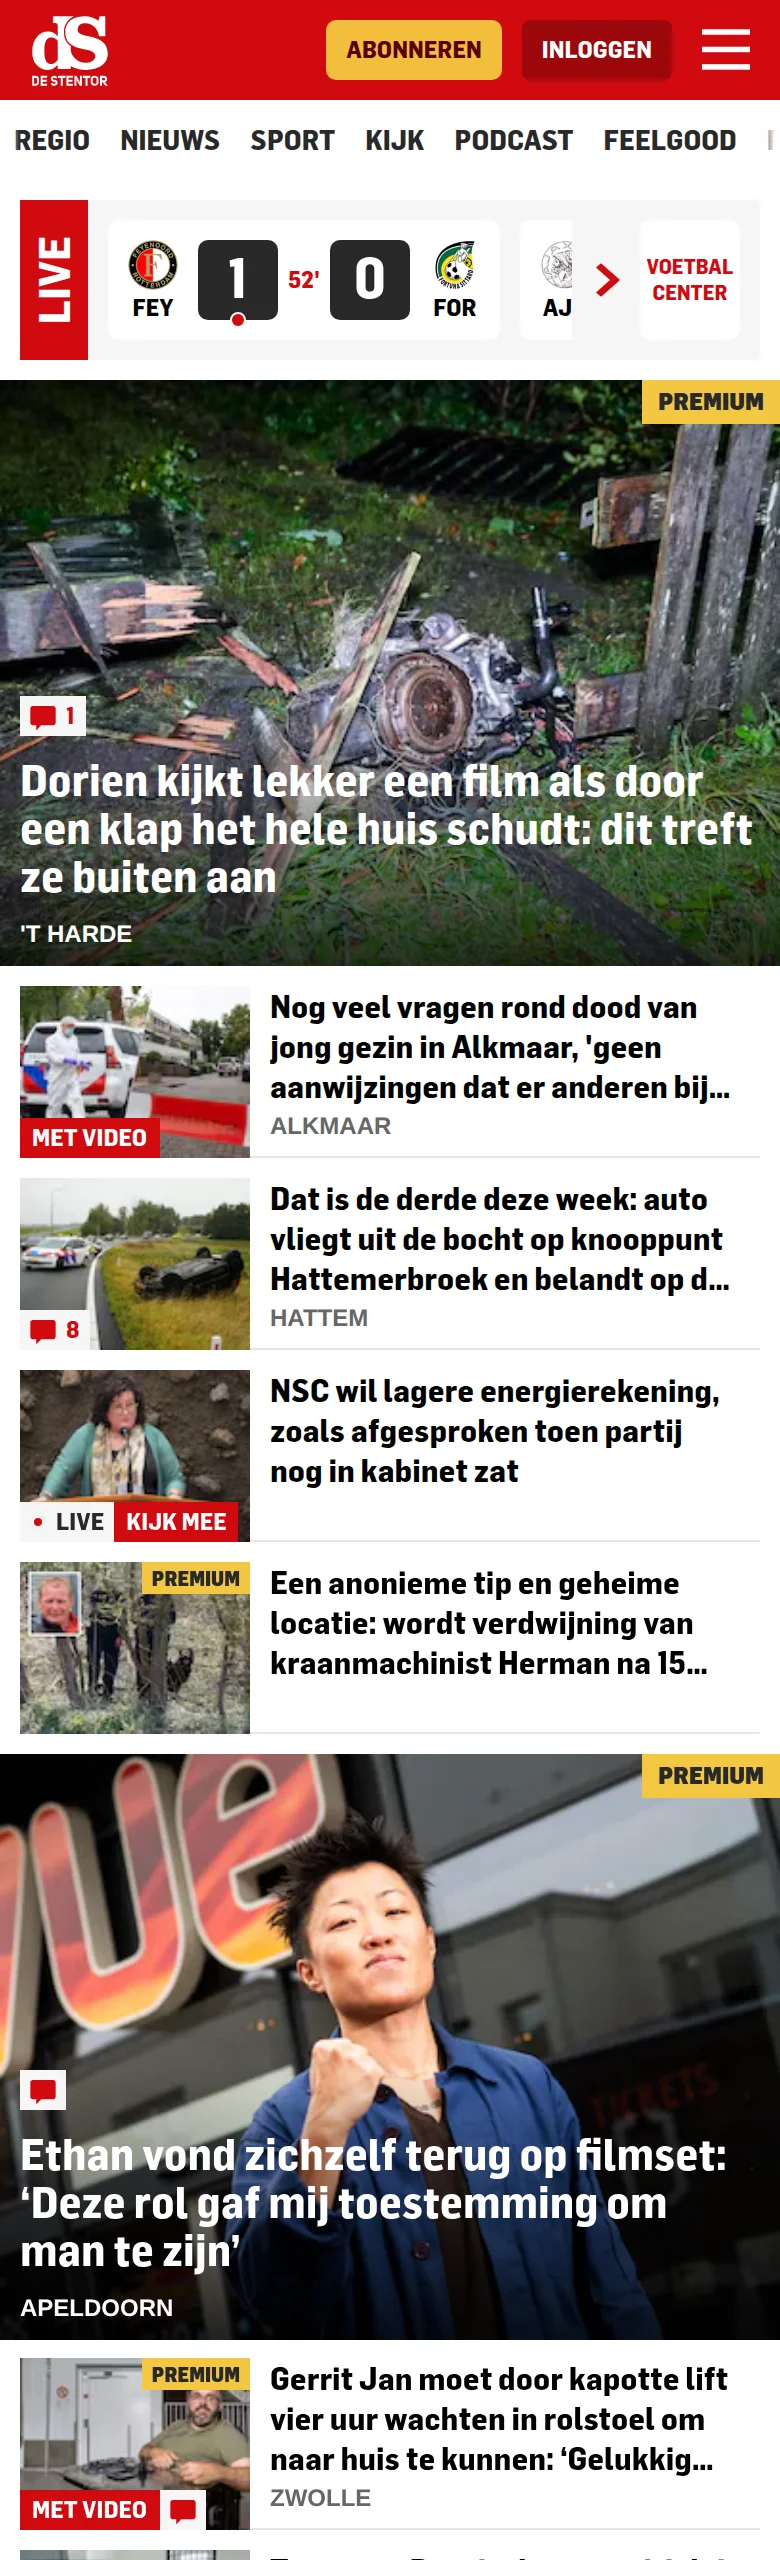 dS
DE STENTOR
ABONNEREN
INLOGGEN
REGIO NIEUWS SPORT KIJK PODCAST FEELGOOD
LIVE
FEY
1
52'
0
FOR
AJ
VOETBAL
CENTER
PREMIUM
1
Dorien kijkt lekker een film als door
een klap het hele huis schudt: dit treft
ze buiten aan
'T HARDE
MET VIDEO
Nog veel vragen rond dood van
jong gezin in Alkmaar, 'geen
aanwijzingen dat er anderen bij...
ALKMAAR
8
Dat is de derde deze week: auto
vliegt uit de bocht op knooppunt
Hattemerbroek en belandt op d...
HATTEM
LIVE
KIJK MEE
NSC wil lagere energierekening,
zoals afgesproken toen partij
nog in kabinet zat
PREMIUM
Een anonieme tip en geheime
locatie: wordt verdwijning van
kraanmachinist Herman na 15...
PREMIUM
vue
TICKETS
Ethan vond zichzelf terug op filmset:
‘Deze rol gaf mij toestemming om
man te zijn’
APELDOORN
PREMIUM
MET VIDEO
Gerrit Jan moet door kapotte lift
vier uur wachten in rolstoel om
naar huis te kunnen: ‘Gelukkig...
ZWOLLE